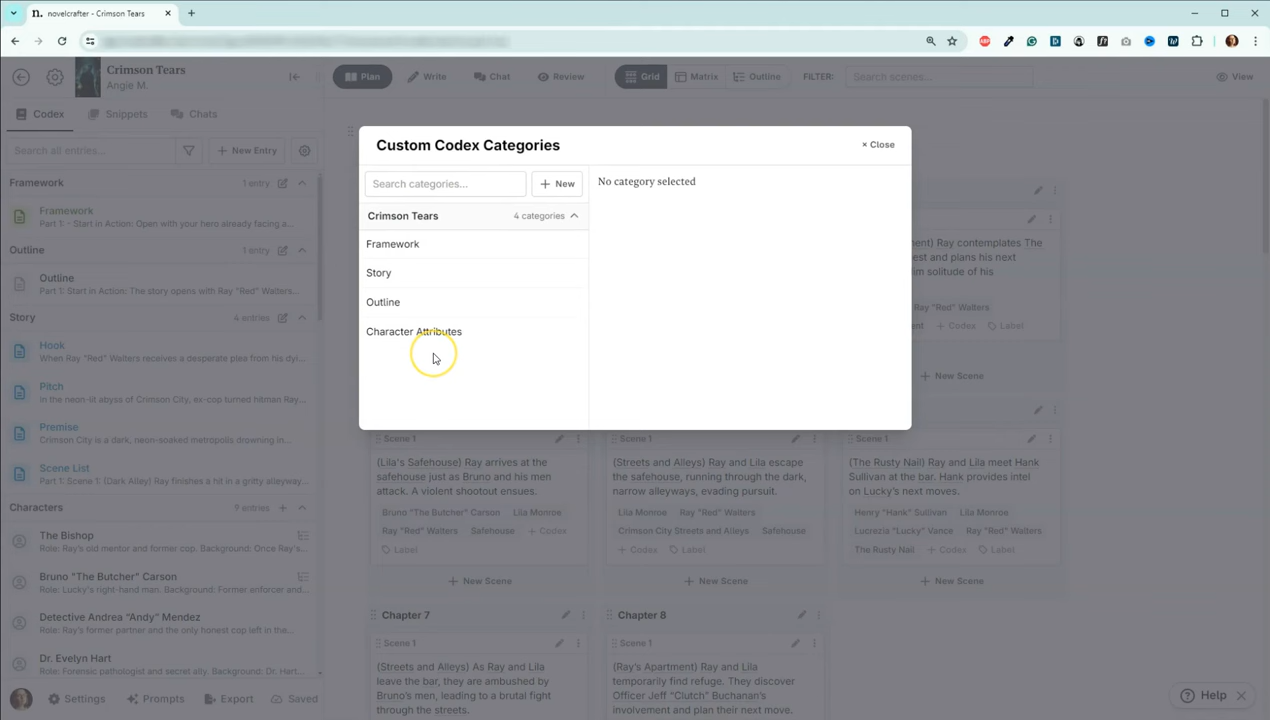 novelcrafter - Crimson Tears
Crimson Tears
Angie M.
Plan
Write
Chat
Review
Grid
Matrix
Outline
FILTER:
Search scenes...
View
Codex
Snippets
Chats
Search all entries...
+ New Entry
Framework
1 entry
Framework
Part 1: - Start in Action: Open with your hero already facing a...
Outline
1 entry
Outline
Part 1: Start in Action: The story opens with Ray "Red" Walters...
Story
4 entries
Hook
When Ray "Red" Walters receives a desperate plea from his dyi...
Pitch
In the neon-lit abyss of Crimson City, ex-cop turned hitman Ray...
Premise
Crimson City is a dark, neon-soaked metropolis drowning in...
Scene List
Part 1: Scene 1: (Dark Alley) Ray finishes a hit in a gritty alleyway...
Characters
9 entries
The Bishop
Role: Ray's old mentor and former cop. Background: Once Ray's...
Bruno "The Butcher" Carson
Role: Lucky's right-hand man. Background: Former enforcer and...
Detective Andrea "Andy" Mendez
Role: Ray's former partner and the only honest cop left in the...
Dr. Evelyn Hart
Role: Forensic pathologist and secret ally. Background: Dr. Hart...
Settings
Prompts
Export
Saved
Custom Codex Categories
× Close
Search categories...
+ New
No category selected
Crimson Tears
4 categories
Framework
Story
Outline
Character Attributes
ment) Ray contemplates The
est and plans his next
im solitude of his
Ray "Red" Walters
+ Codex
Label
+ New Scene
Scene 1
(Lila's Safehouse) Ray arrives at the
safehouse just as Bruno and his men
attack. A violent shootout ensues.
Bruno "The Butcher" Carson
Lila Monroe
Ray "Red" Walters
Safehouse
+ Codex
Label
+ New Scene
Scene 1
(Streets and Alleys) Ray and Lila escape
the safehouse, running through the dark,
narrow alleyways, evading pursuit.
Lila Monroe
Ray "Red" Walters
Crimson City Streets and Alleys
Safehouse
+ Codex
Label
+ New Scene
Scene 1
(The Rusty Nail) Ray and Lila meet Hank
Sullivan at the bar. Hank provides intel
on Lucky's next moves.
Henry "Hank" Sullivan
Lila Monroe
Lucrezia "Lucky" Vance
Ray "Red" Walters
The Rusty Nail
+ Codex
Label
+ New Scene
Chapter 7
Scene 1
(Streets and Alleys) As Ray and Lila
leave the bar, they are ambushed by
Bruno's men, leading to a brutal fight
through the streets.
Chapter 8
Scene 1
(Ray's Apartment) Ray and Lila
temporarily find refuge. They discover
Officer Jeff "Clutch" Buchanan's
involvement and plan their next move.
Help